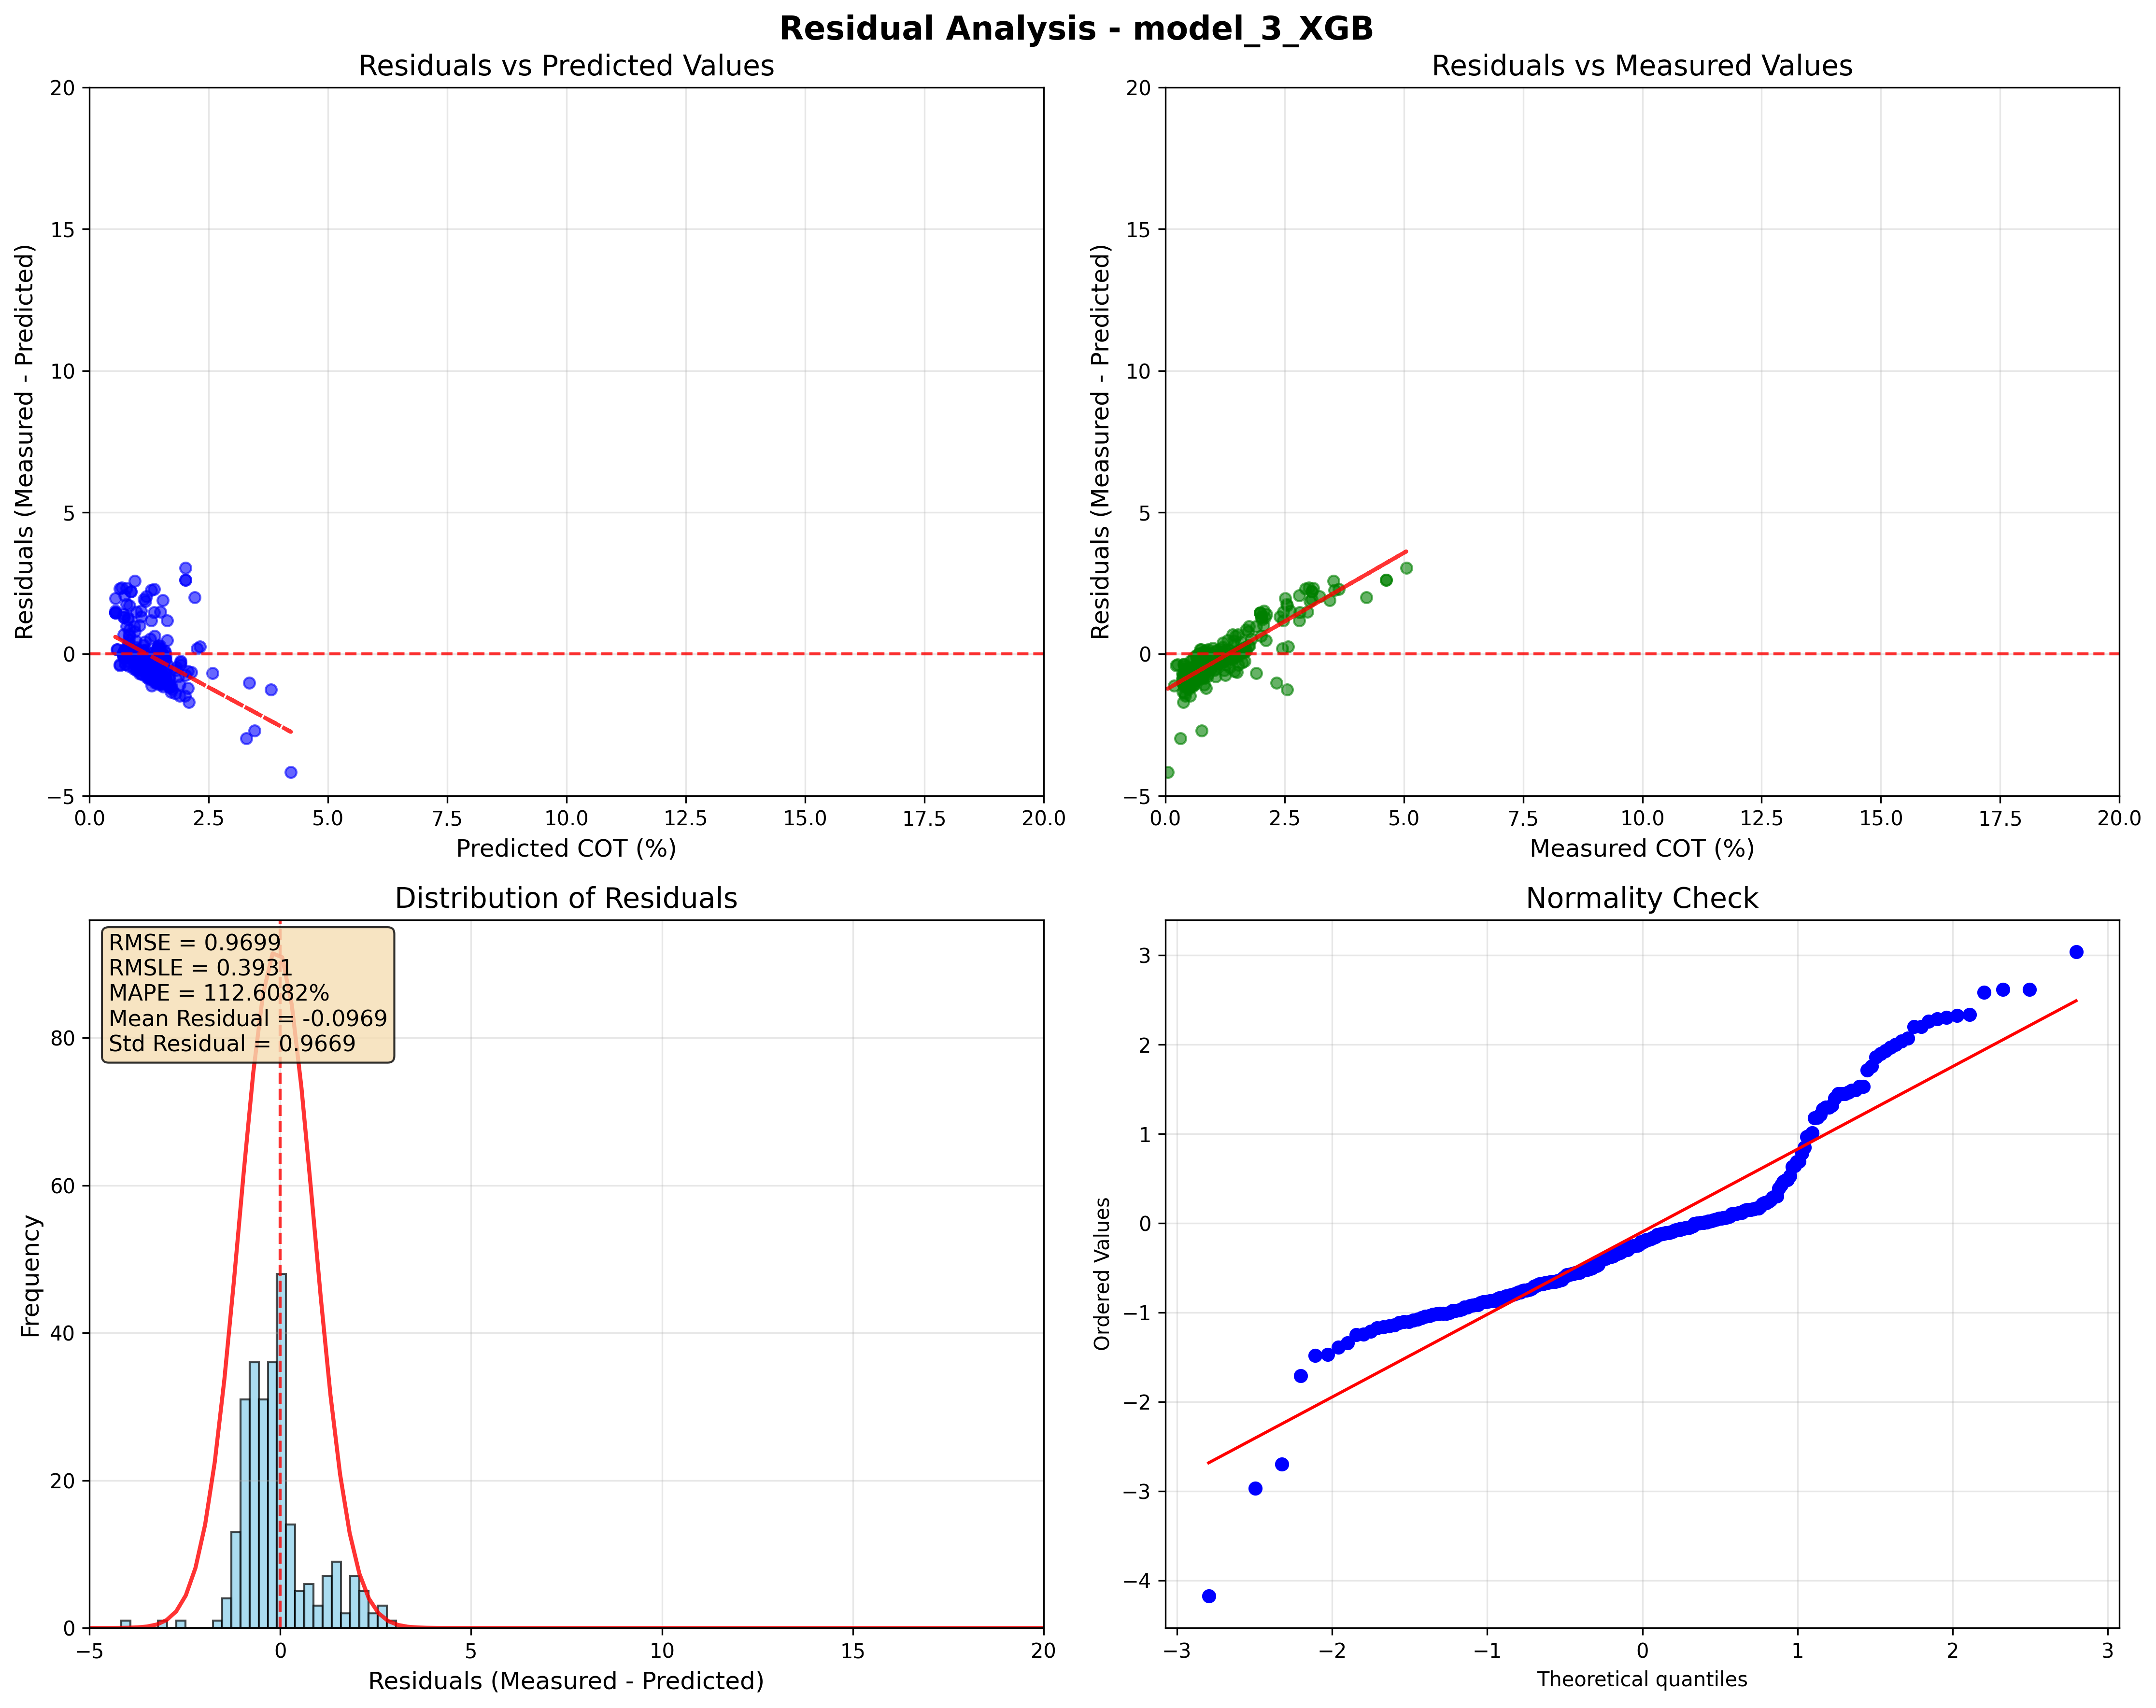 Residual Analysis - model_3_XGB
Residuals vs Predicted Values
20
15
10
5
0
−5
0.0 2.5 5.0 7.5 10.0 12.5 15.0 17.5 20.0
Predicted COT (%)
Residuals (Measured - Predicted)
Residuals vs Measured Values
20
15
10
5
0
−5
0.0 2.5 5.0 7.5 10.0 12.5 15.0 17.5 20.0
Measured COT (%)
Residuals (Measured - Predicted)
Distribution of Residuals
RMSE = 0.9699
RMSLE = 0.3931
MAPE = 112.6082%
Mean Residual = -0.0969
Std Residual = 0.9669
80
60
40
20
0
−5 0 5 10 15 20
Residuals (Measured - Predicted)
Frequency
Normality Check
3
2
1
0
−1
−2
−3
−4
−3 −2 −1 0 1 2 3
Theoretical quantiles
Ordered Values